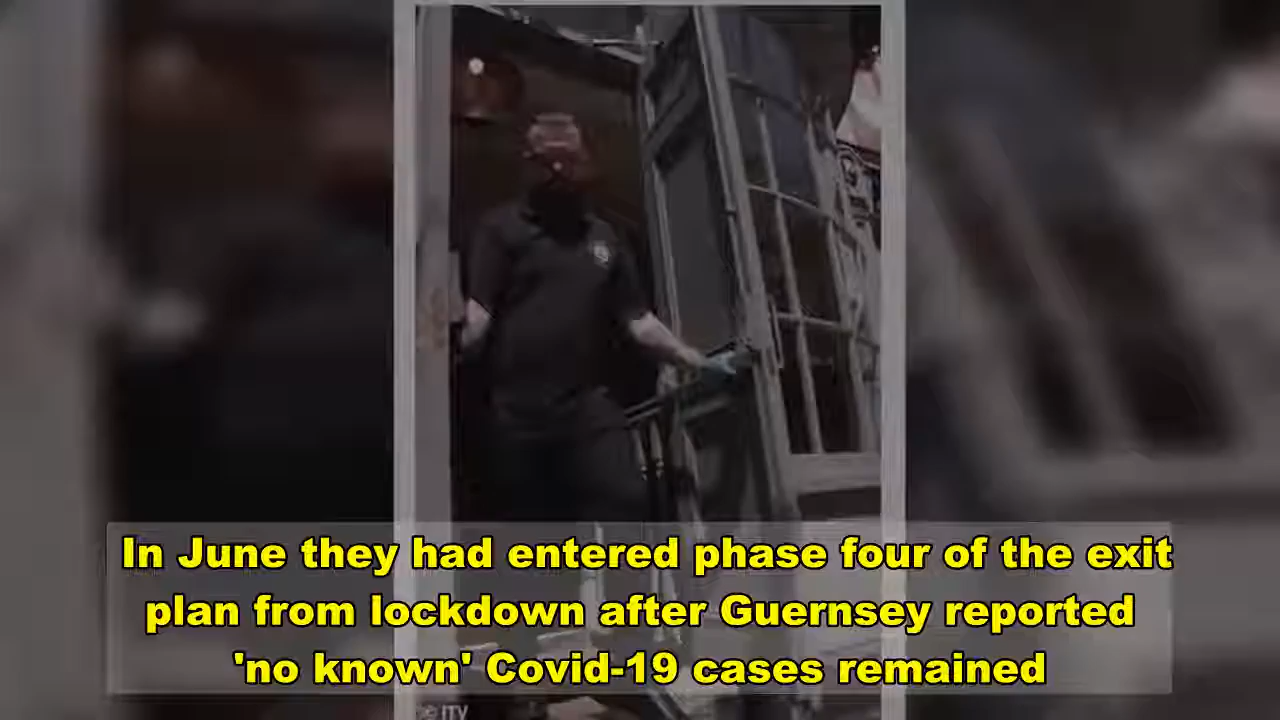 In June they had entered phase four of the exit
plan from lockdown after Guernsey reported
'no known' Covid-19 cases remained
ITV